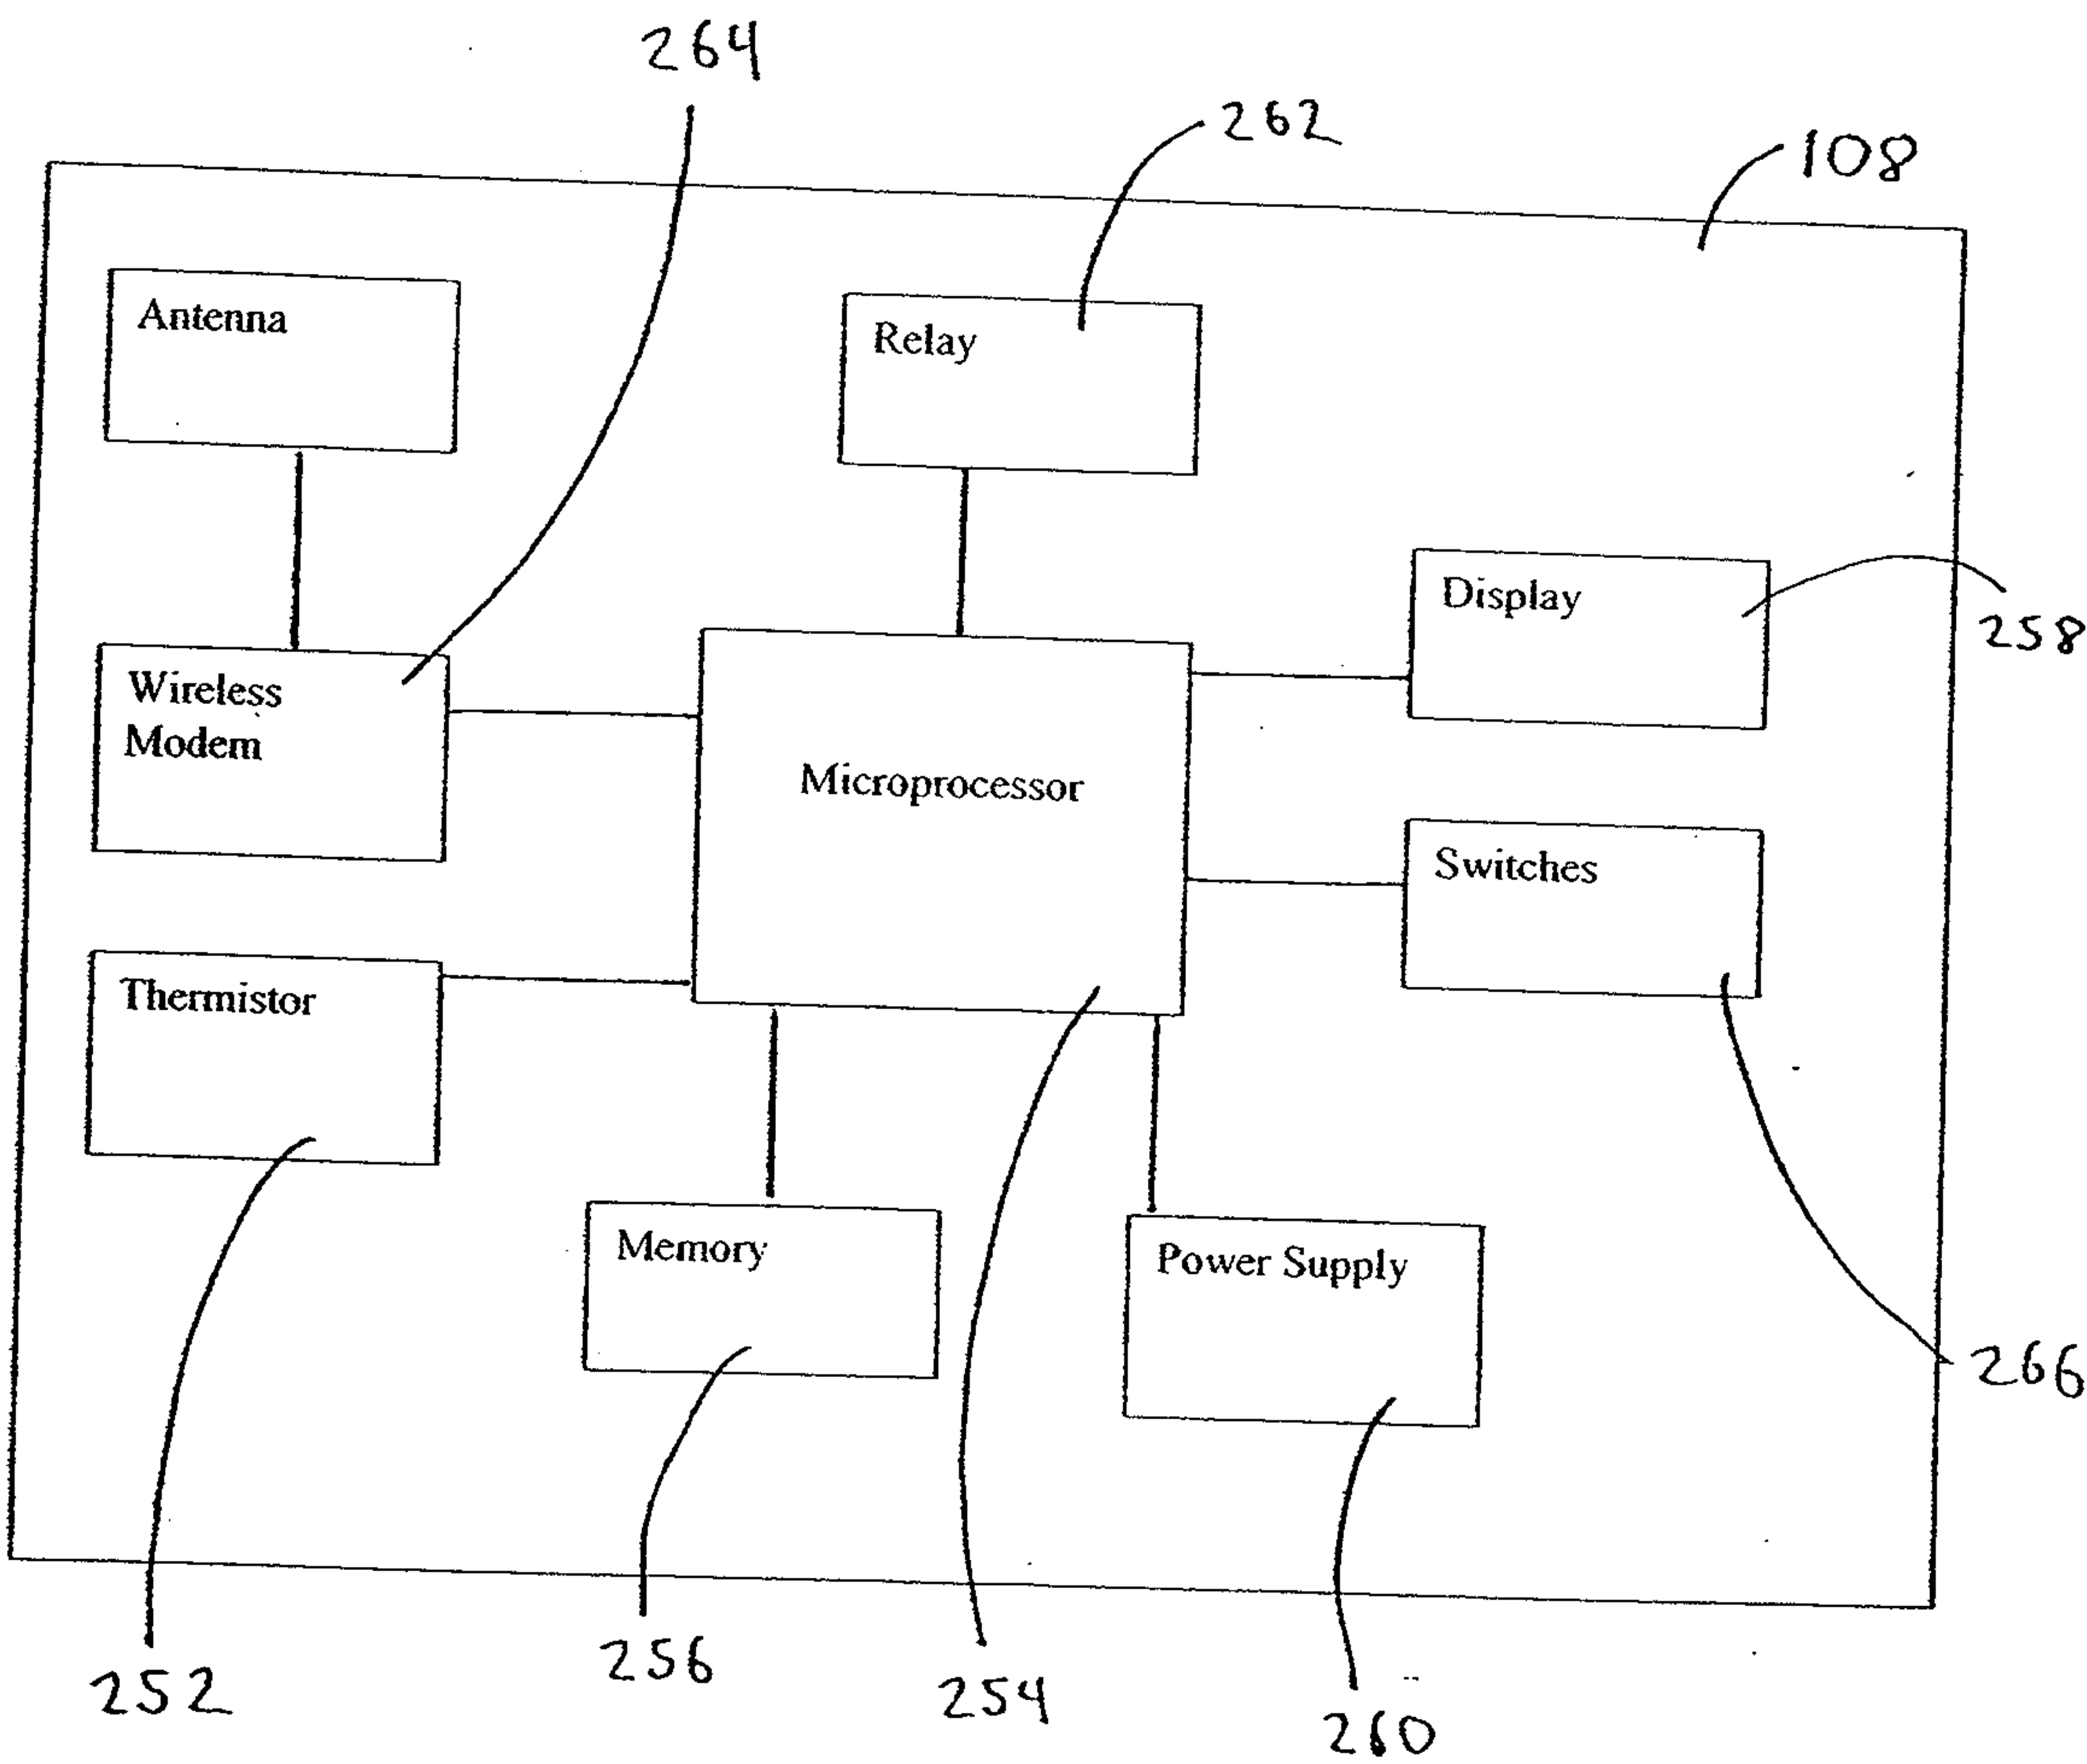 264
262
108
Antenna
Relay
Display
258
Wireless
Modem
Microprocessor
Switches
Thermistor
Memory
Power Supply
266
252
256
254
260